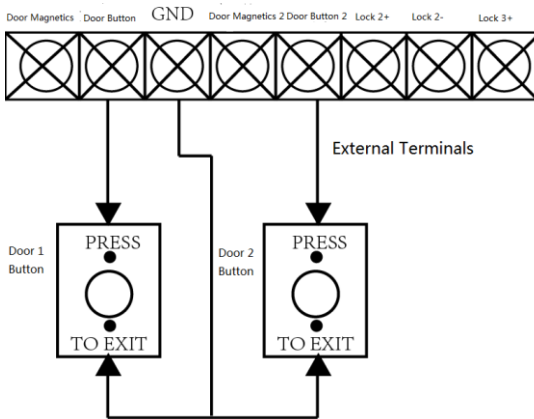 Door Magnetics Door Button GND Door Magnetics 2 Door Button 2 Lock 2+ Lock 2- Lock 3+
External Terminals
Door 1
Button
PRESS
TO EXIT
Door 2
Button
PRESS
TO EXIT